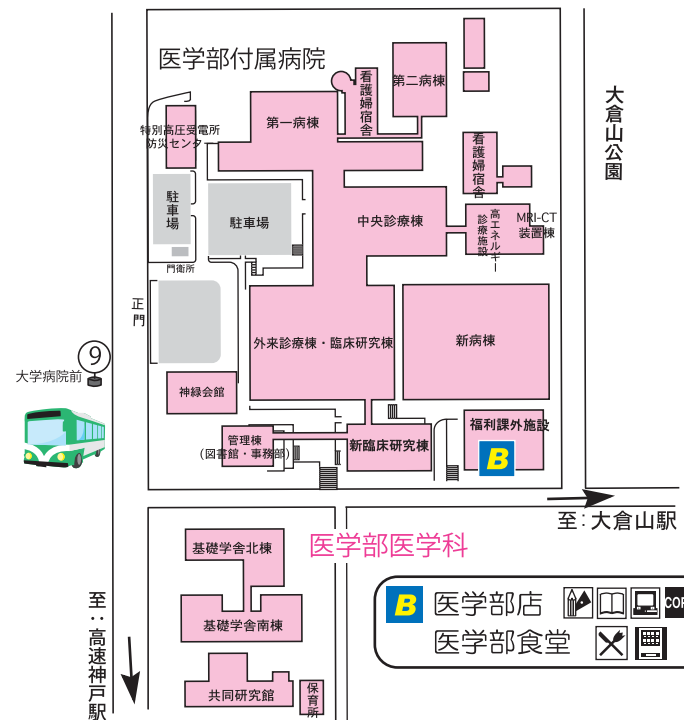 医学部付属病院
看護婦宿舎
第二病棟
大倉山公園
第一病棟
特別高圧受電所
防災センター
看護婦宿舎
駐車場
駐車場
中央診療棟
高エネルギー
診療施設
MRI-CT
装置棟
門衛所
正門
外来診療棟・臨床研究棟
新病棟
9
大学病院前
神緑会館
福利課外施設
管理棟
(図書館・事務部)
新臨床研究棟
B
至:大倉山駅
医学部医学科
基礎学舎北棟
至:高速神戸駅
B
医学部店
COP
基礎学舎南棟
医学部食堂
共同研究館
保育所